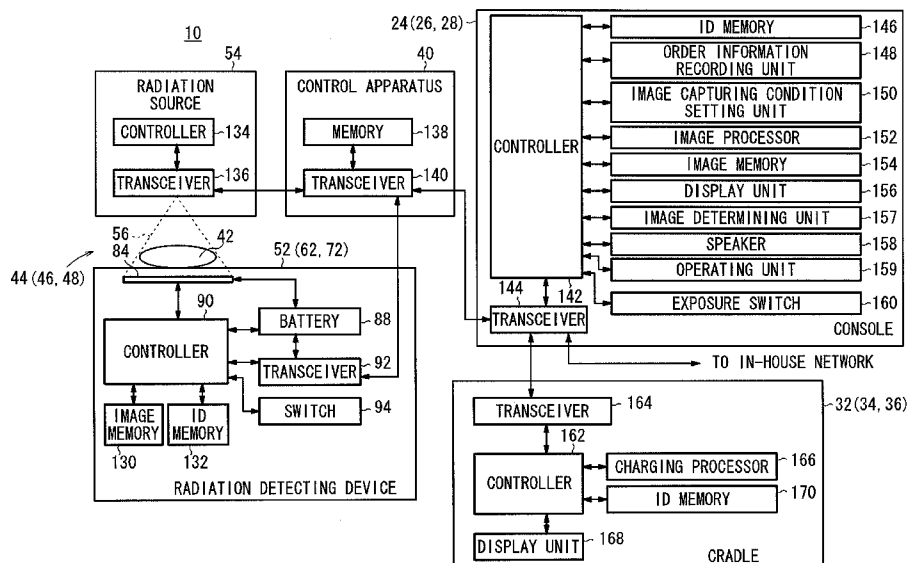 10
54
RADIATION
SOURCE
CONTROLLER
134
TRANSCEIVER
136
40
CONTROL APPARATUS
MEMORY
138
TRANSCEIVER
140
24(26, 28)
CONTROLLER
142
144
TRANSCEIVER
ID MEMORY
146
ORDER INFORMATION
RECORDING UNIT
148
IMAGE CAPTURING CONDITION
SETTING UNIT
150
IMAGE PROCESSOR
152
IMAGE MEMORY
154
DISPLAY UNIT
156
IMAGE DETERMINING UNIT
157
SPEAKER
158
OPERATING UNIT
159
EXPOSURE SWITCH
160
CONSOLE
TO IN-HOUSE NETWORK
56
42
84
44(46, 48)
52(62, 72)
90
CONTROLLER
BATTERY
88
TRANSCEIVER
92
SWITCH
94
IMAGE
MEMORY
130
ID
MEMORY
132
RADIATION DETECTING DEVICE
32(34, 36)
TRANSCEIVER
164
162
CONTROLLER
CHARGING PROCESSOR
166
ID MEMORY
170
DISPLAY UNIT
168
CRADLE